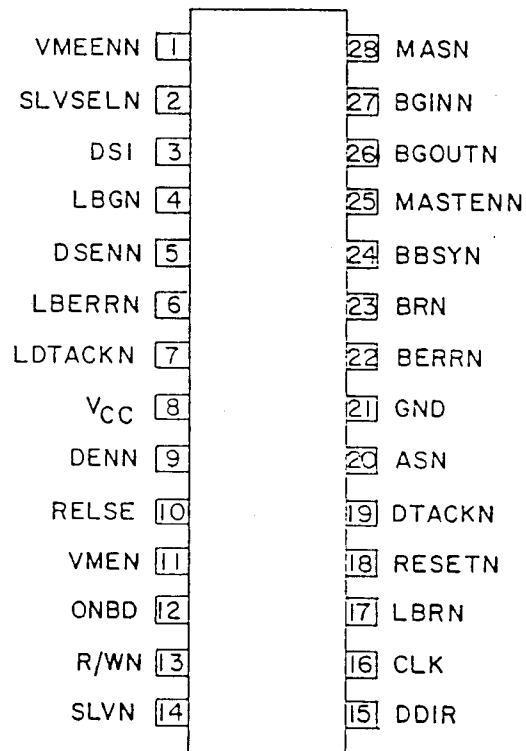 VMEENN 1 28 MASN
SLVSELN 2 27 BGINN
DSI 3 26 BGOUTN
LBGN 4 25 MASTENN
DSENN 5 24 BBSYN
LBERRN 6 23 BRN
LDTACKN 7 22 BERRN
VCC 8 21 GND
DENN 9 20 ASN
RELSE 10 19 DTACKN
VMEN 11 18 RESETN
ONBD 12 17 LBRN
R/WN 13 16 CLK
SLVN 14 15 DDIR